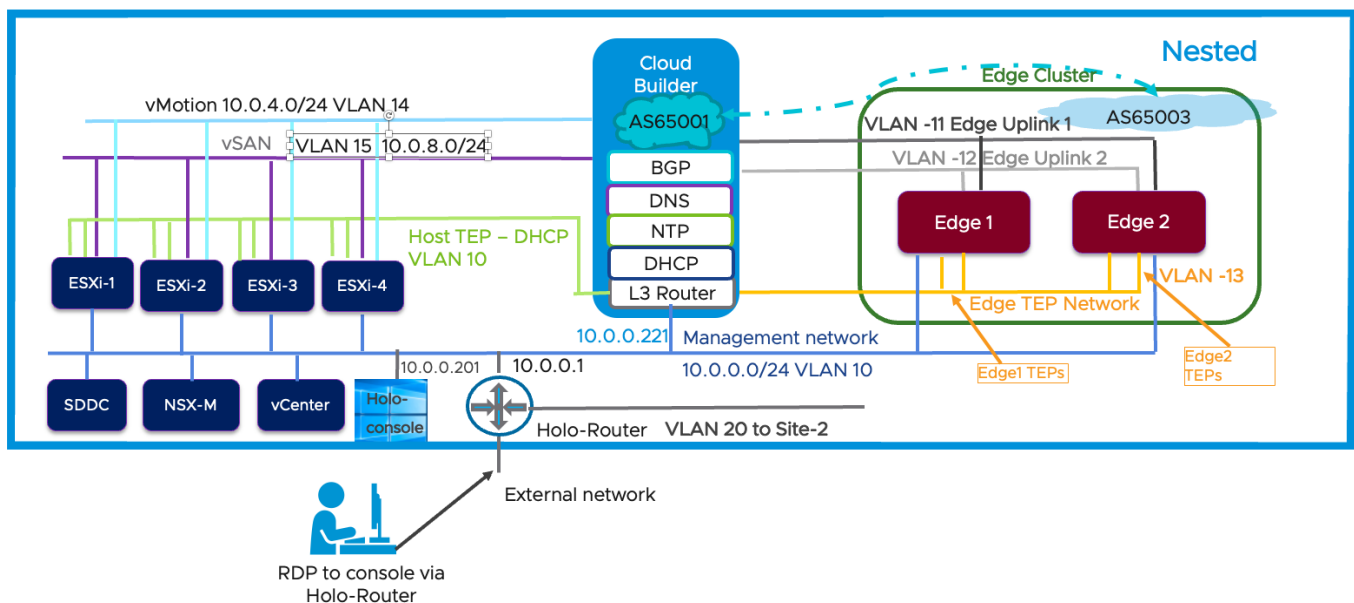 Nested
Cloud
Builder
Edge Cluster
vMotion 10.0.4.0/24 VLAN 14
AS65001
AS65003
VLAN -11 Edge Uplink 1
vSAN
VLAN 15 10.0.8.0/24
VLAN -12 Edge Uplink 2
BGP
DNS
NTP
DHCP
L3 Router
Edge 1
Edge 2
Host TEP – DHCP
VLAN 10
ESXi-1
ESXi-2
ESXi-3
ESXi-4
VLAN -13
Edge TEP Network
10.0.0.221
Management network
10.0.0.201
10.0.0.1
10.0.0.0/24 VLAN 10
Edge1 TEPs
Edge2
TEPs
SDDC
NSX-M
vCenter
Holo-
console
Holo-Router
VLAN 20 to Site-2
External network
RDP to console via
Holo-Router